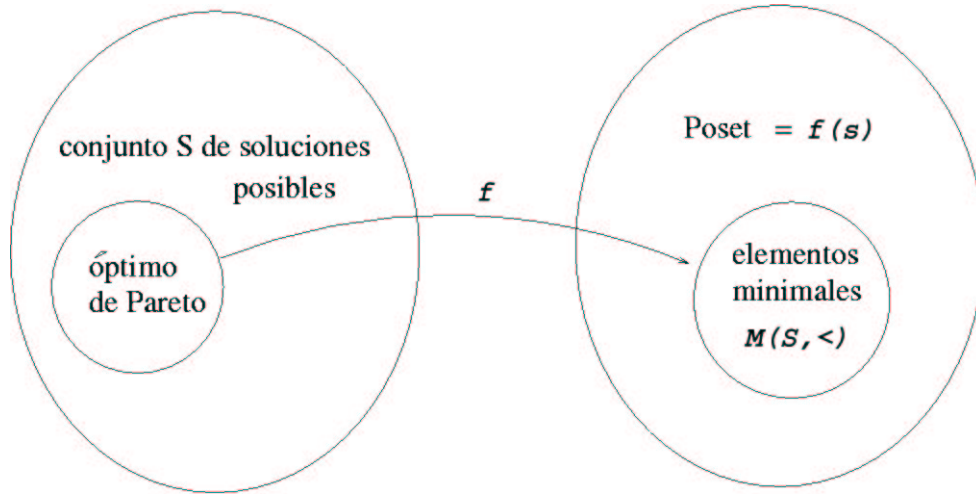 conjunto S de soluciones
posibles
óptimo
de Pareto
f
Poset = f(s)
elementos
minimales
M(S,<)